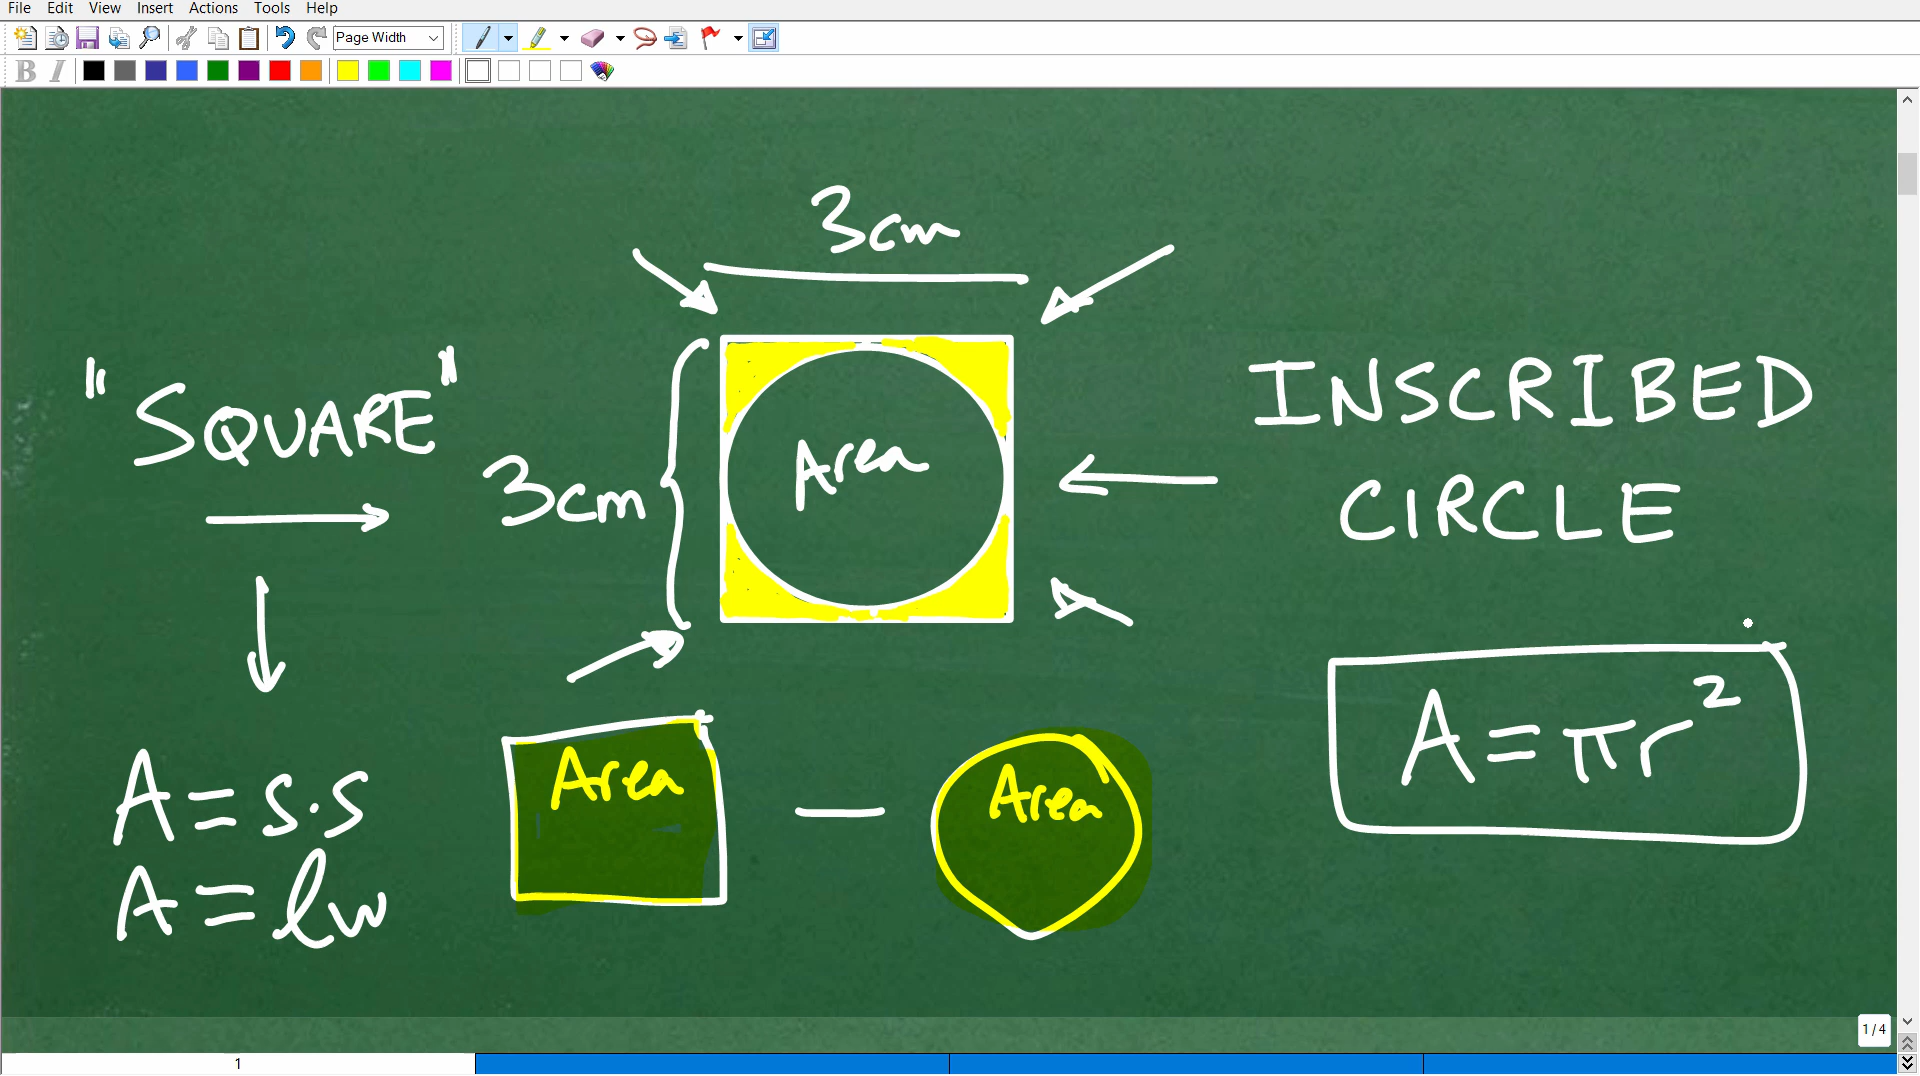 File Edit View Insert Actions Tools Help
Page Width
B I
3cm
"SQUARE"
3cm
Area
INSCRIBED
CIRCLE
A = s·s
A = lw
Area — Area
A = πr²
1 / 4
1